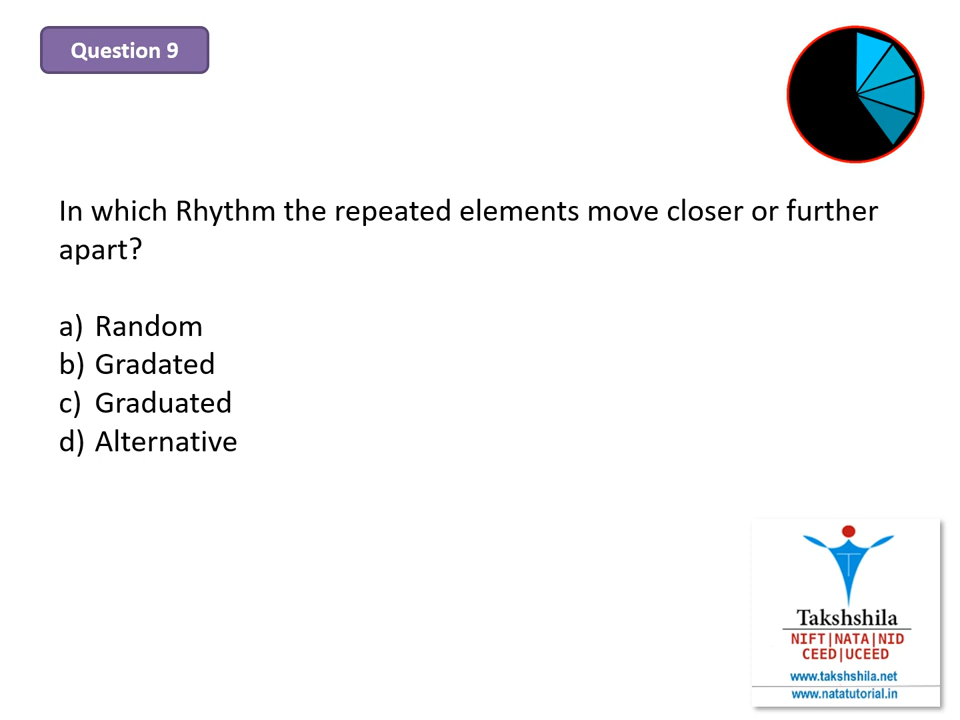 Question 9
In which Rhythm the repeated elements move closer or further
apart?
a) Random
b) Gradated
c) Graduated
d) Alternative
T
Takshshila
NIFT|NATA|NID
CEED|UCEED
www.takshshila.net
www.natatutorial.in